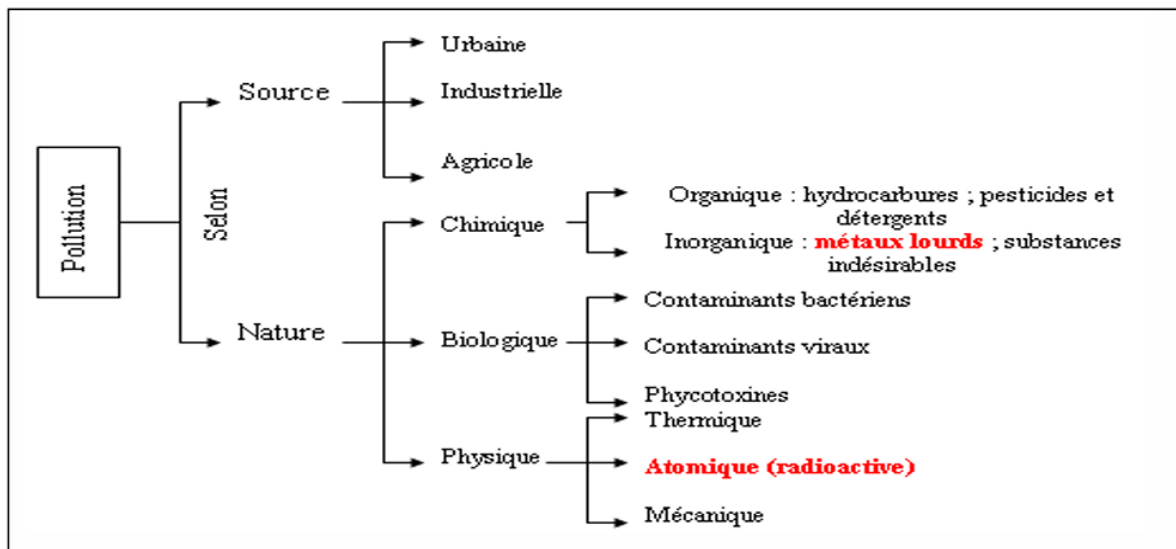 Pollution
Selon
Source
Urbaine
Industrielle
Agricole
Nature
Chimique
Organique : hydrocarbures ; pesticides et
détergents
Inorganique : métaux lourds ; substances
indésirables
Biologique
Contaminants bactériens
Contaminants viraux
Phycotoxines
Physique
Thermique
Atomique (radioactive)
Mécanique